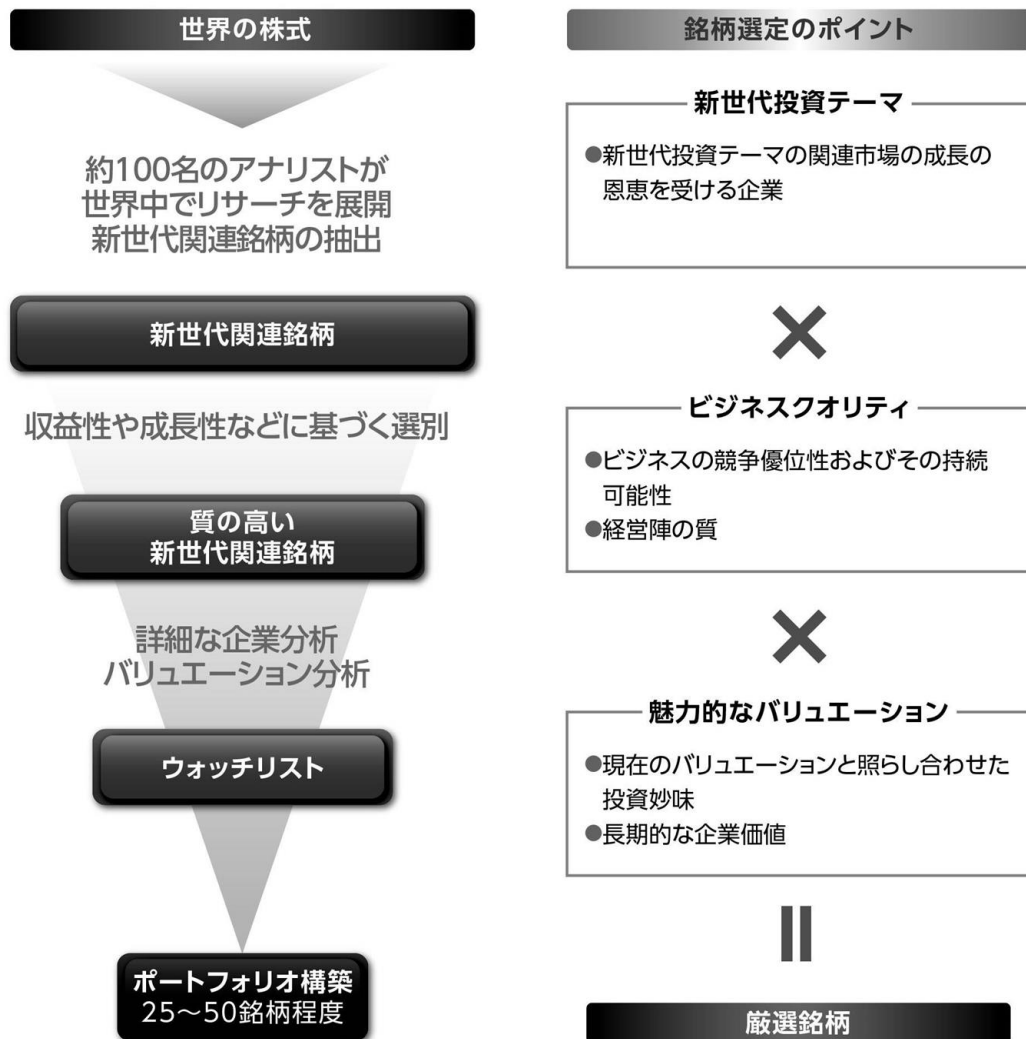 世界の株式
約100名のアナリストが
世界中でリサーチを展開
新世代関連銘柄の抽出
新世代関連銘柄
収益性や成長性などに基づく選別
質の高い
新世代関連銘柄
詳細な企業分析
バリュエーション分析
ウォッチリスト
ポートフォリオ構築
25～50銘柄程度
銘柄選定のポイント
新世代投資テーマ
●新世代投資テーマの関連市場の成長の
恩恵を受ける企業
×
ビジネスクオリティ
●ビジネスの競争優位性およびその持続
可能性
●経営陣の質
×
魅力的なバリュエーション
●現在のバリュエーションと照らし合わせた
投資妙味
●長期的な企業価値
||
厳選銘柄